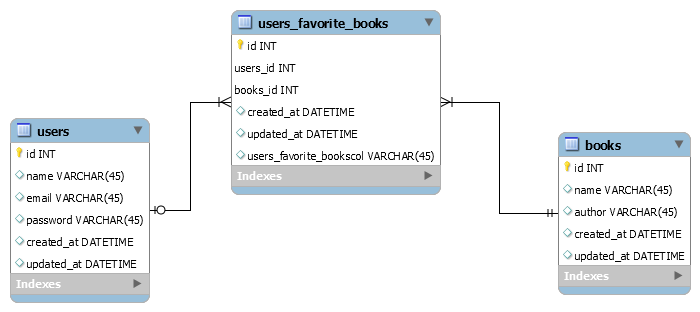 users_favorite_books
id INT
users_id INT
books_id INT
created_at DATETIME
updated_at DATETIME
users_favorite_bookscol VARCHAR(45)
Indexes
users
id INT
name VARCHAR(45)
email VARCHAR(45)
password VARCHAR(45)
created_at DATETIME
updated_at DATETIME
Indexes
books
id INT
name VARCHAR(45)
author VARCHAR(45)
created_at DATETIME
updated_at DATETIME
Indexes